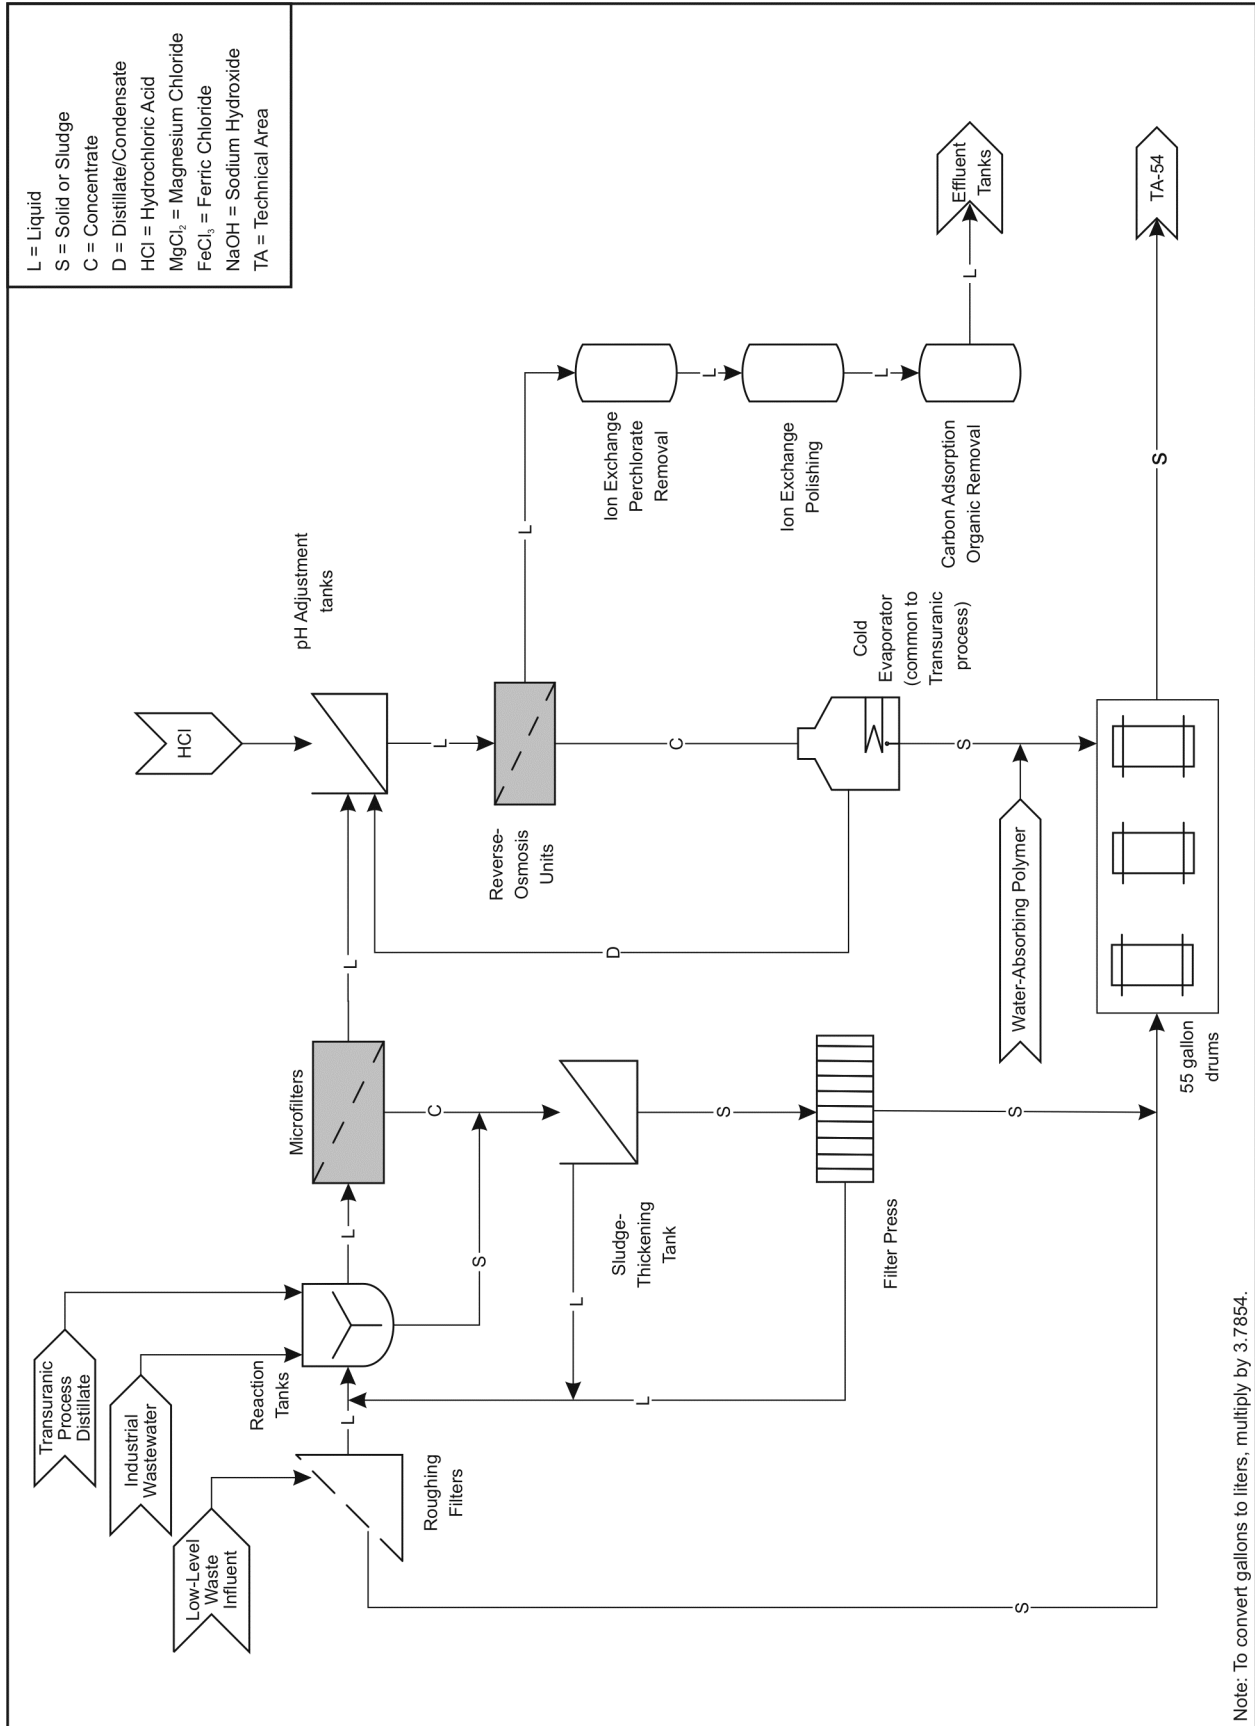 L = Liquid
S = Solid or Sludge
C = Concentrate
D = Distillate/Condensate
HCl = Hydrochloric Acid
MgCl₂ = Magnesium Chloride
FeCl₃ = Ferric Chloride
NaOH = Sodium Hydroxide
TA = Technical Area
Transuranic
Process
Distillate
Industrial
Wastewater
Low-Level
Waste
Influent
Reaction
Tanks
Roughing
Filters
L
L
S
Microfilters
C
L
Sludge-
Thickening
Tank
L
S
Filter Press
L
S
S
HCl
pH Adjustment
tanks
L
Reverse-
Osmosis
Units
L
C
D
Cold
Evaporator
(common to
Transuranic
process)
S
Water-Absorbing Polymer
55 gallon
drums
Ion Exchange
Perchlorate
Removal
L
Ion Exchange
Polishing
L
Carbon Adsorption
Organic Removal
L
Effluent
Tanks
S
TA-54
Note: To convert gallons to liters, multiply by 3.7854.